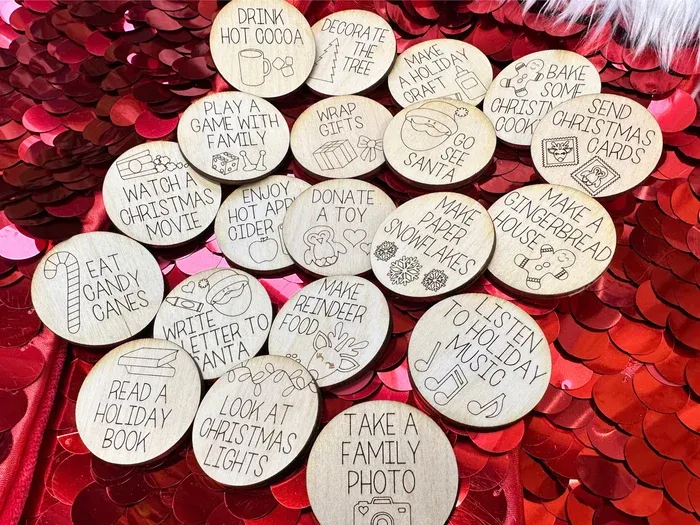 DRINK
HOT COCOA
DECORATE
THE
TREE
MAKE
A HOLIDAY
CRAFT
BAKE
SOME
CHRISTM
COOK
PLAY A
GAME WITH
FAMILY
WRAP
GIFTS
GO
SEE
SANTA
SEND
CHRISTMAS
CARDS
WATCH A
CHRISTMAS
MOVIE
ENJOY
HOT APP
CIDER
DONATE
A TOY
MAKE
PAPER
SNOWFLAKES
MAKE A
GINGERBREAD
HOUSE
EAT
CANDY
CANES
WRITE
LETTER TO
SANTA
MAKE
REINDEER
FOOD
LISTEN
TO HOLIDAY
MUSIC
READ A
HOLIDAY
BOOK
LOOK AT
CHRISTMAS
LIGHTS
TAKE A
FAMILY
PHOTO